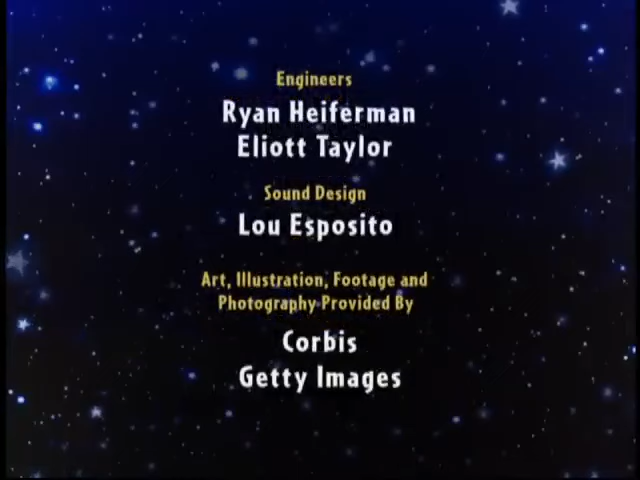 Engineers
Ryan Heiferman
Eliott Taylor
Sound Design
Lou Esposito
Art, Illustration, Footage and
Photography Provided By
Corbis
Getty Images